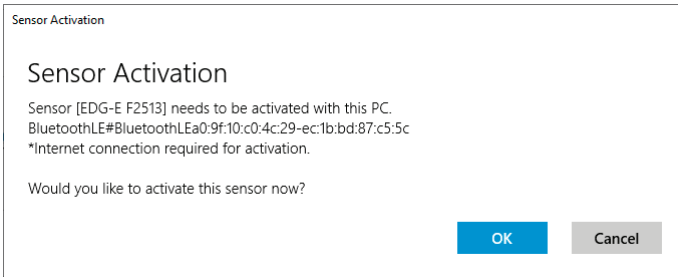 Sensor Activation
Sensor Activation
Sensor [EDG-E F2513] needs to be activated with this PC.
BluetoothLE#BluetoothLEa0:9f:10:c0:4c:29-ec:1b:bd:87:c5:5c
*Internet connection required for activation.
Would you like to activate this sensor now?
OK
Cancel